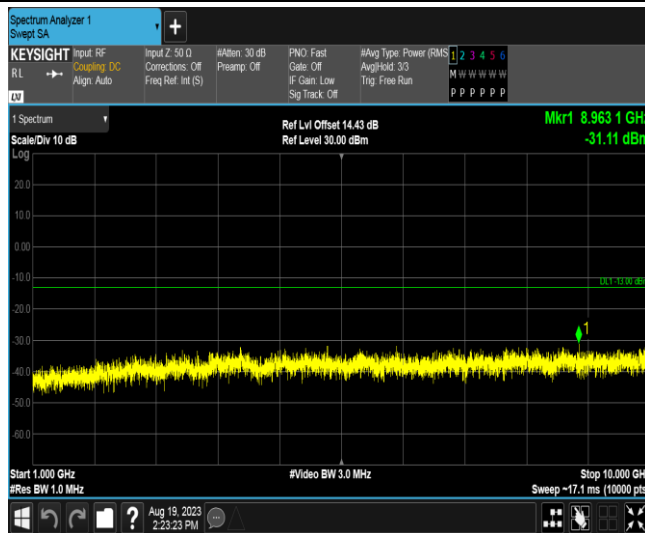 Spectrum Analyzer 1
Swept SA
+
KEYSIGHT
RL
LXI
Input: RF
Coupling: DC
Align: Auto
Input Z: 50 Ω
Corrections: Off
Freq Ref: Int (S)
#Atten: 30 dB
Preamp: Off
PNO: Fast
Gate: Off
IF Gain: Low
Sig Track: Off
#Avg Type: Power (RMS
Avg|Hold: 3/3
Trig: Free Run
1 2 3 4 5 6
M W W W W W
P P P P P P
1 Spectrum
Scale/Div 10 dB
Log
Ref Lvl Offset 14.43 dB
Ref Level 30.00 dBm
Mkr1 8.963 1 GHz
-31.11 dBm
20.0
10.0
0.00
-10.0
DL1 -13.00 dBm
-20.0
-30.0
1
-40.0
-50.0
-60.0
Start 1.000 GHz
#Res BW 1.0 MHz
#Video BW 3.0 MHz
Stop 10.000 GHz
Sweep ~17.1 ms (10000 pts
?
Aug 19, 2023
2:23:23 PM